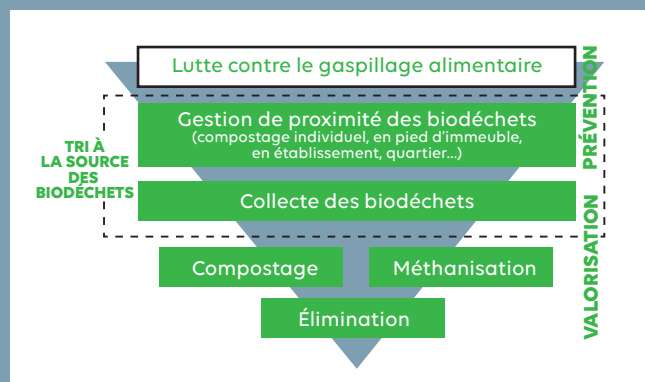 Lutte contre le gaspillage alimentaire
Gestion de proximité des biodéchets
(compostage individuel, en pied d'immeuble,
en établissement, quartier...)
TRI À
LA SOURCE
DES
BIODÉCHETS
PRÉVENTION
Collecte des biodéchets
Compostage
Méthanisation
VALORISATION
Élimination